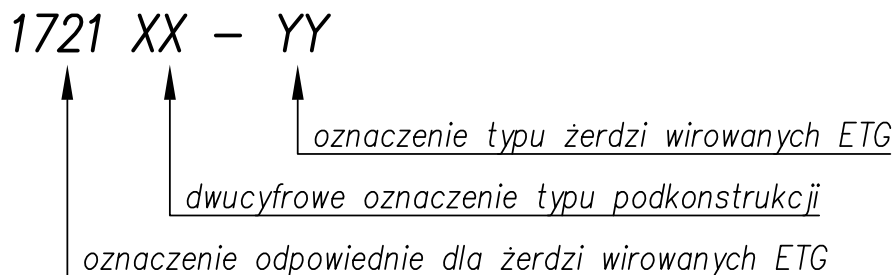 1721 XX - YY
oznaczenie typu żerdzi wirowanych ETG
dwucyfrowe oznaczenie typu podkonstrukcji
oznaczenie odpowiednie dla żerdzi wirowanych ETG